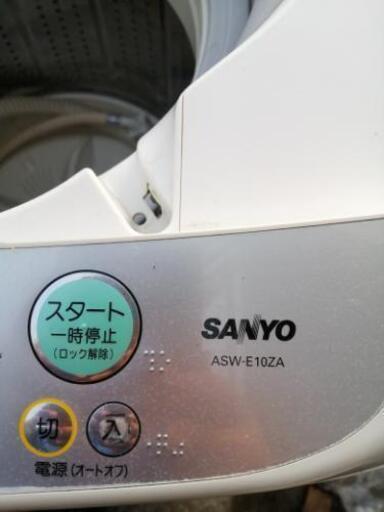 スタート
一時停止
(ロック解除)
SANYO
ASW-E10ZA
切
入
電源(オートオフ)